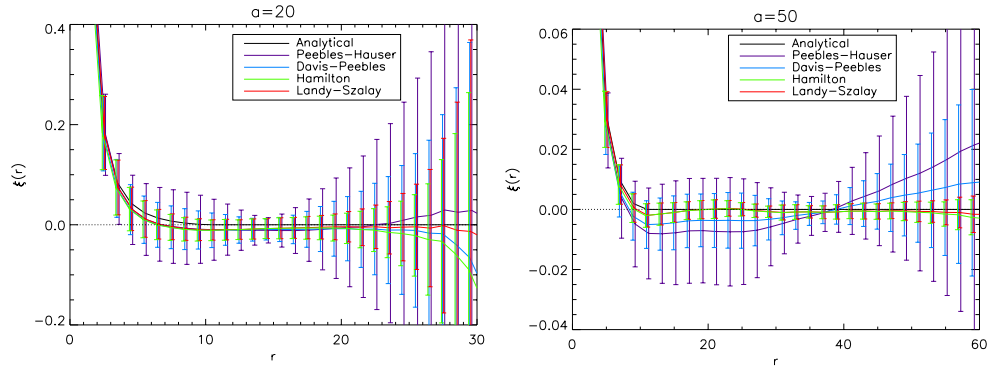 a=20
0.4
0.2
0.0
−0.2
ξ(r)
Analytical
Peebles−Hauser
Davis−Peebles
Hamilton
Landy−Szalay
0
10
20
30
r
a=50
0.06
0.04
0.02
0.00
−0.02
−0.04
ξ(r)
Analytical
Peebles−Hauser
Davis−Peebles
Hamilton
Landy−Szalay
0
20
40
60
r